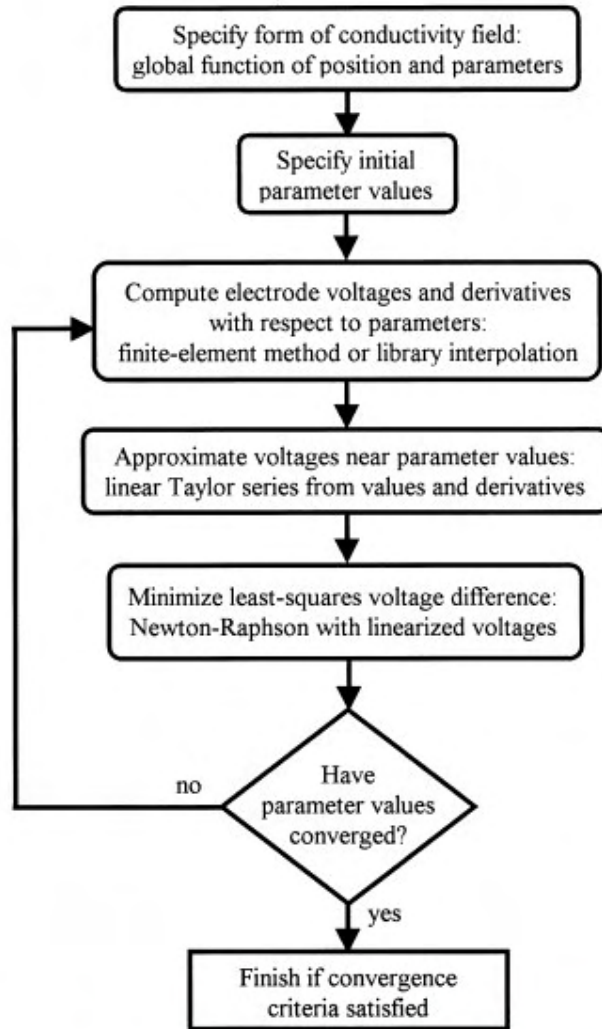 Specify form of conductivity field:
global function of position and parameters
Specify initial
parameter values
Compute electrode voltages and derivatives
with respect to parameters:
finite-element method or library interpolation
Approximate voltages near parameter values:
linear Taylor series from values and derivatives
Minimize least-squares voltage difference:
Newton-Raphson with linearized voltages
no
Have
parameter values
converged?
yes
Finish if convergence
criteria satisfied